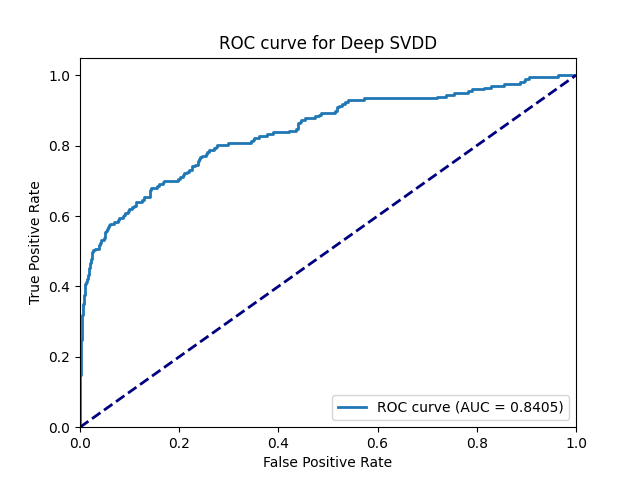 ROC curve for Deep SVDD
True Positive Rate
1.0
0.8
0.6
0.4
0.2
0.0
ROC curve (AUC = 0.8405)
0.0 0.2 0.4 0.6 0.8 1.0
False Positive Rate